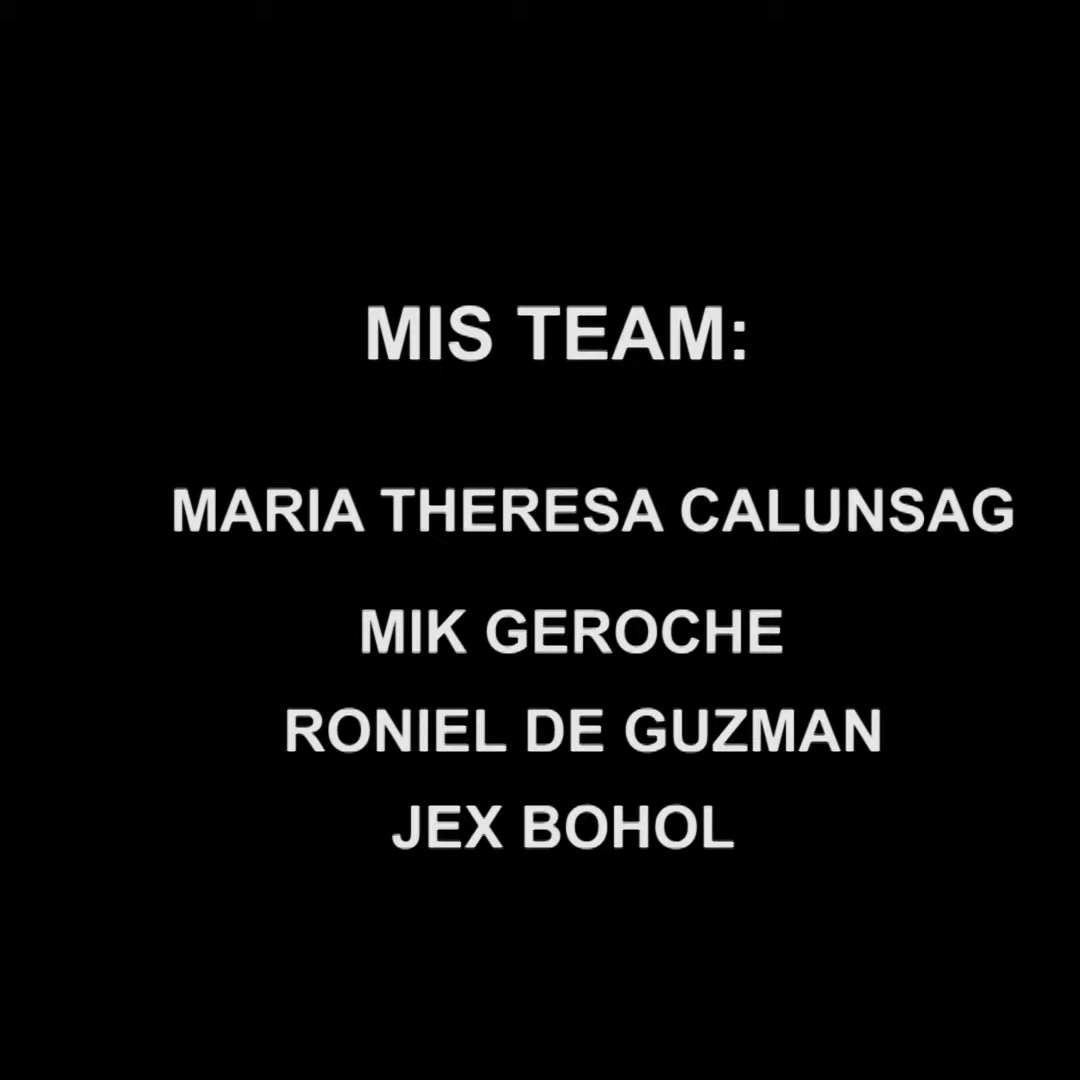 MIS TEAM:
MARIA THERESA CALUNSAG
MIK GEROCHE
RONIEL DE GUZMAN
JEX BOHOL